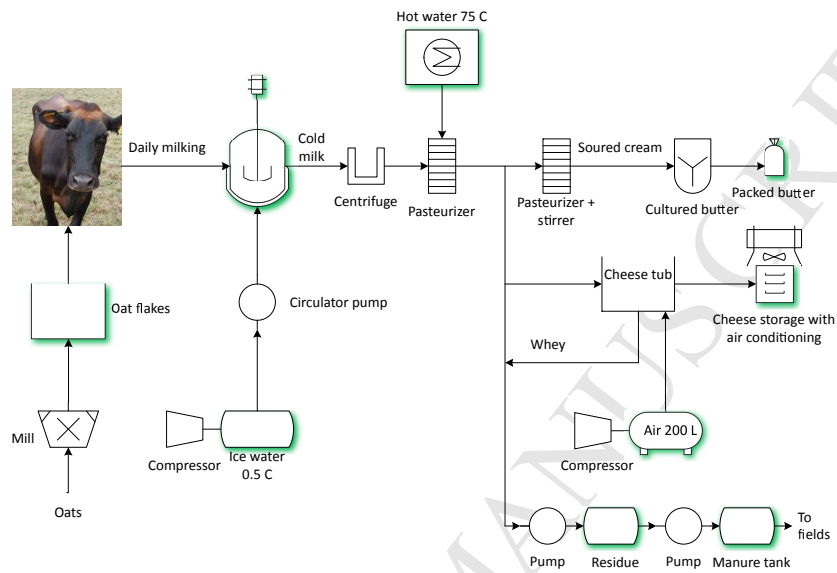 Hot water 75 C
Daily milking
Cold
milk
Centrifuge
Pasteurizer
Soured cream
Pasteurizer +
stirrer
Cultured butter
Packed butter
Oat flakes
Circulator pump
Cheese tub
Cheese storage with
air conditioning
Whey
Mill
Compressor
Ice water
0.5 C
Air 200 L
Compressor
Oats
Pump
Residue
Pump
Manure tank
To
fields
MANUSCRIP